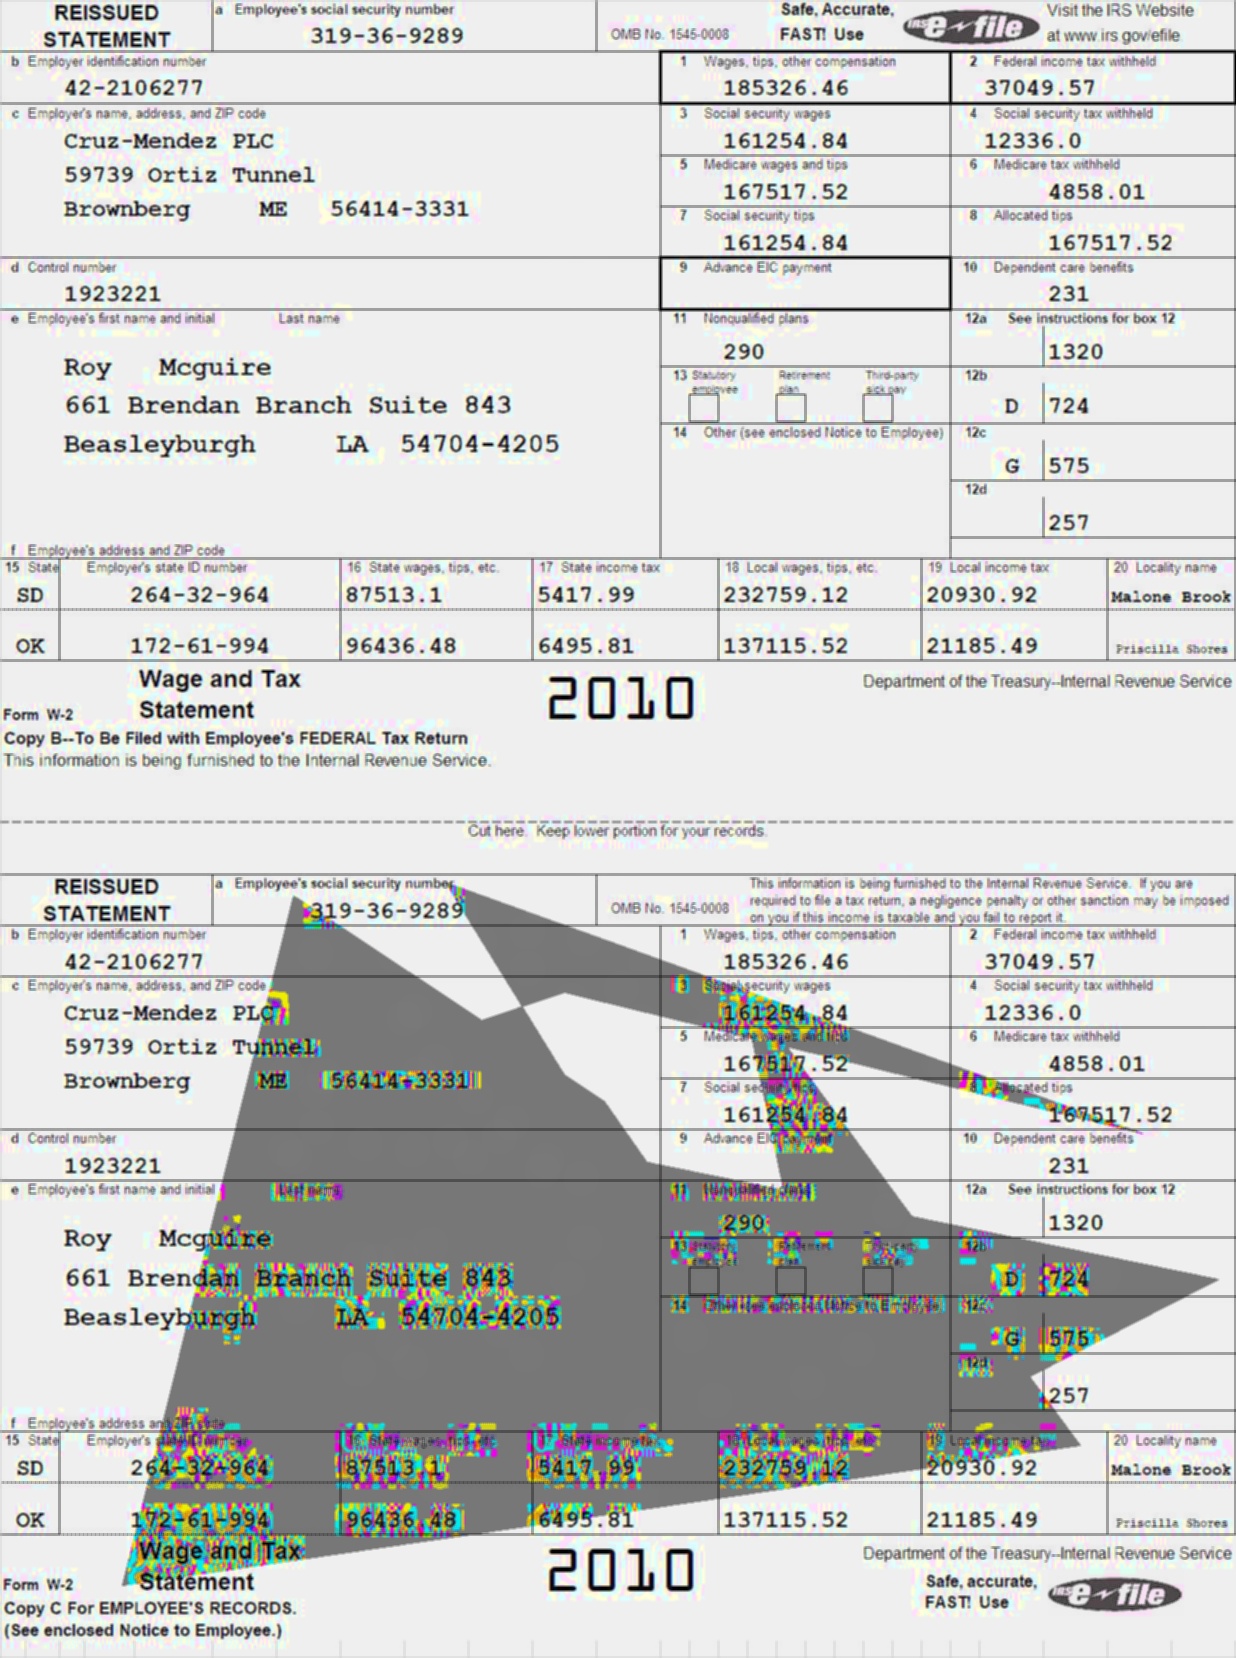 REISSUED STATEMENT
a Employee's social security number
319-36-9289
OMB No. 1545-0008
Safe, Accurate, FAST! Use
IRS e-file
Visit the IRS Website at www.irs.gov/efile
b Employer identification number
42-2106277
1 Wages, tips, other compensation
185326.46
2 Federal income tax withheld
37049.57
c Employer's name, address, and ZIP code
Cruz-Mendez PLC
59739 Ortiz Tunnel
Brownberg ME 56414-3331
3 Social security wages
161254.84
4 Social security tax withheld
12336.0
5 Medicare wages and tips
167517.52
6 Medicare tax withheld
4858.01
7 Social security tips
161254.84
8 Allocated tips
167517.52
d Control number
1923221
9 Advance EIC payment
10 Dependent care benefits
231
e Employee's first name and initial Last name
Roy Mcguire
661 Brendan Branch Suite 843
Beasleyburgh LA 54704-4205
11 Nonqualified plans
290
12a See instructions for box 12
1320
13 Statutory employee Retirement plan Third-party sick pay
12b
D 724
14 Other (see enclosed Notice to Employee)
12c
G 575
12d
257
f Employee's address and ZIP code
15 State Employer's state ID number 16 State wages, tips, etc. 17 State income tax 18 Local wages, tips, etc. 19 Local income tax 20 Locality name
SD 264-32-964 87513.1 5417.99 232759.12 20930.92 Malone Brook
OK 172-61-994 96436.48 6495.81 137115.52 21185.49 Priscilla Shores
Wage and Tax
Form W-2 Statement
2010
Department of the Treasury--Internal Revenue Service
Copy B--To Be Filed with Employee's FEDERAL Tax Return
This information is being furnished to the Internal Revenue Service.
Cut here. Keep lower portion for your records.
REISSUED STATEMENT
a Employee's social security number
319-36-9289
OMB No. 1545-0008
This information is being furnished to the Internal Revenue Service. If you are
required to file a tax return, a negligence penalty or other sanction may be imposed
on you if this income is taxable and you fail to report it.
b Employer identification number
42-2106277
1 Wages, tips, other compensation
185326.46
2 Federal income tax withheld
37049.57
c Employer's name, address, and ZIP code
Cruz-Mendez PLC
59739 Ortiz Tunnel
Brownberg ME 56414-3331
3 Social security wages
161254.84
4 Social security tax withheld
12336.0
5 Medicare wages and tips
167517.52
6 Medicare tax withheld
4858.01
7 Social security tips
161254.84
8 Allocated tips
167517.52
d Control number
1923221
9 Advance EIC payment
10 Dependent care benefits
231
e Employee's first name and initial Last name
Roy Mcguire
661 Brendan Branch Suite 843
Beasleyburgh LA 54704-4205
11 Nonqualified plans
290
12a See instructions for box 12
1320
13 Statutory employee Retirement plan Third-party sick pay
12b
D 724
14 Other (see enclosed Notice to Employee)
12c
G 575
12d
257
f Employee's address and ZIP code
15 State Employer's state ID number 16 State wages, tips, etc. 17 State income tax 18 Local wages, tips, etc. 19 Local income tax 20 Locality name
SD 264-32-964 87513.1 5417.99 232759.12 20930.92 Malone Brook
OK 172-61-994 96436.48 6495.81 137115.52 21185.49 Priscilla Shores
Wage and Tax
Form W-2 Statement
2010
Department of the Treasury--Internal Revenue Service
Safe, accurate, FAST! Use
IRS e-file
Copy C For EMPLOYEE'S RECORDS.
(See enclosed Notice to Employee.)